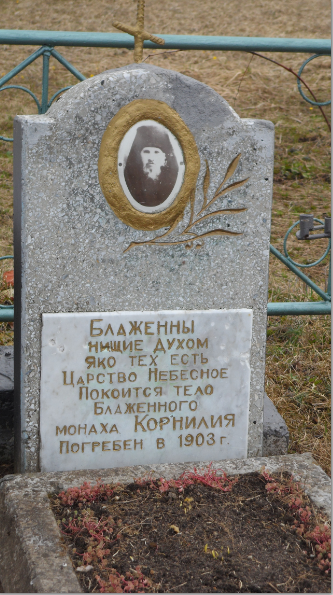 Блаженны
нищие Духом
Яко тех есть
Царство Небесное
Покоится тело
Блаженного
монаха Корнилия
Погребен в 1903 г.